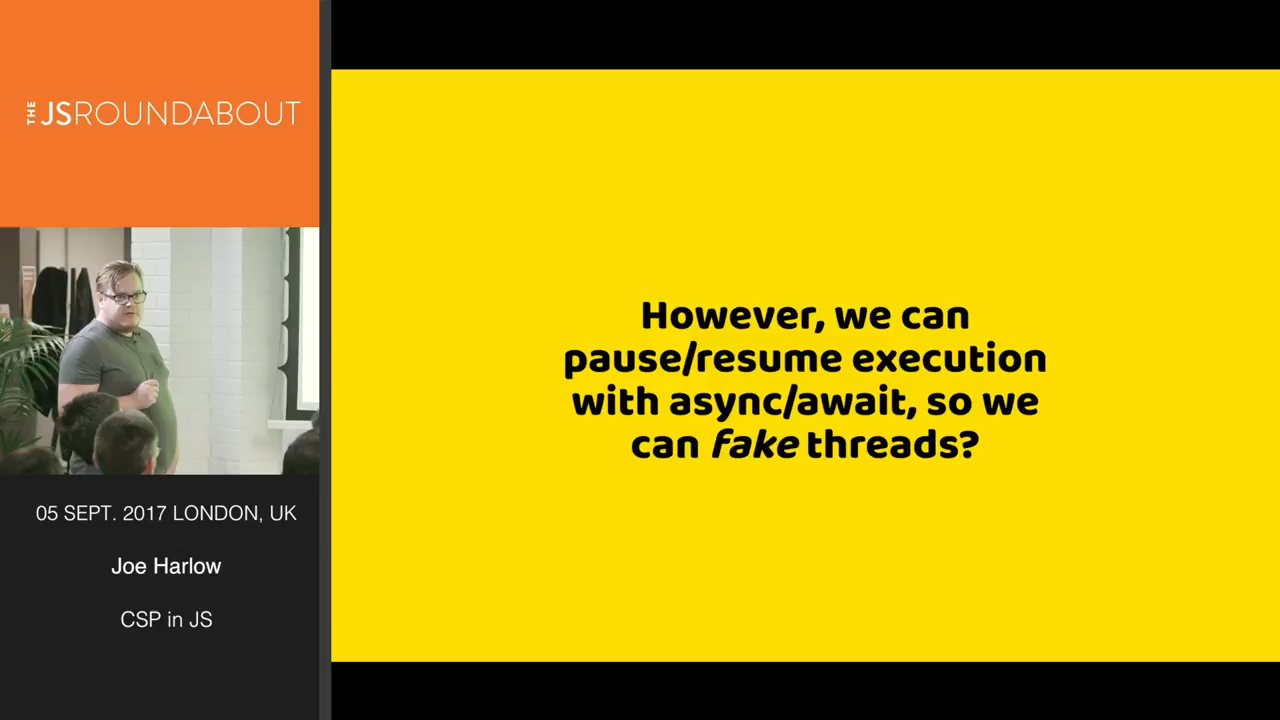 THE JSROUNDABOUT
05 SEPT. 2017 LONDON, UK
Joe Harlow
CSP in JS
However, we can
pause/resume execution
with async/await, so we
can fake threads?